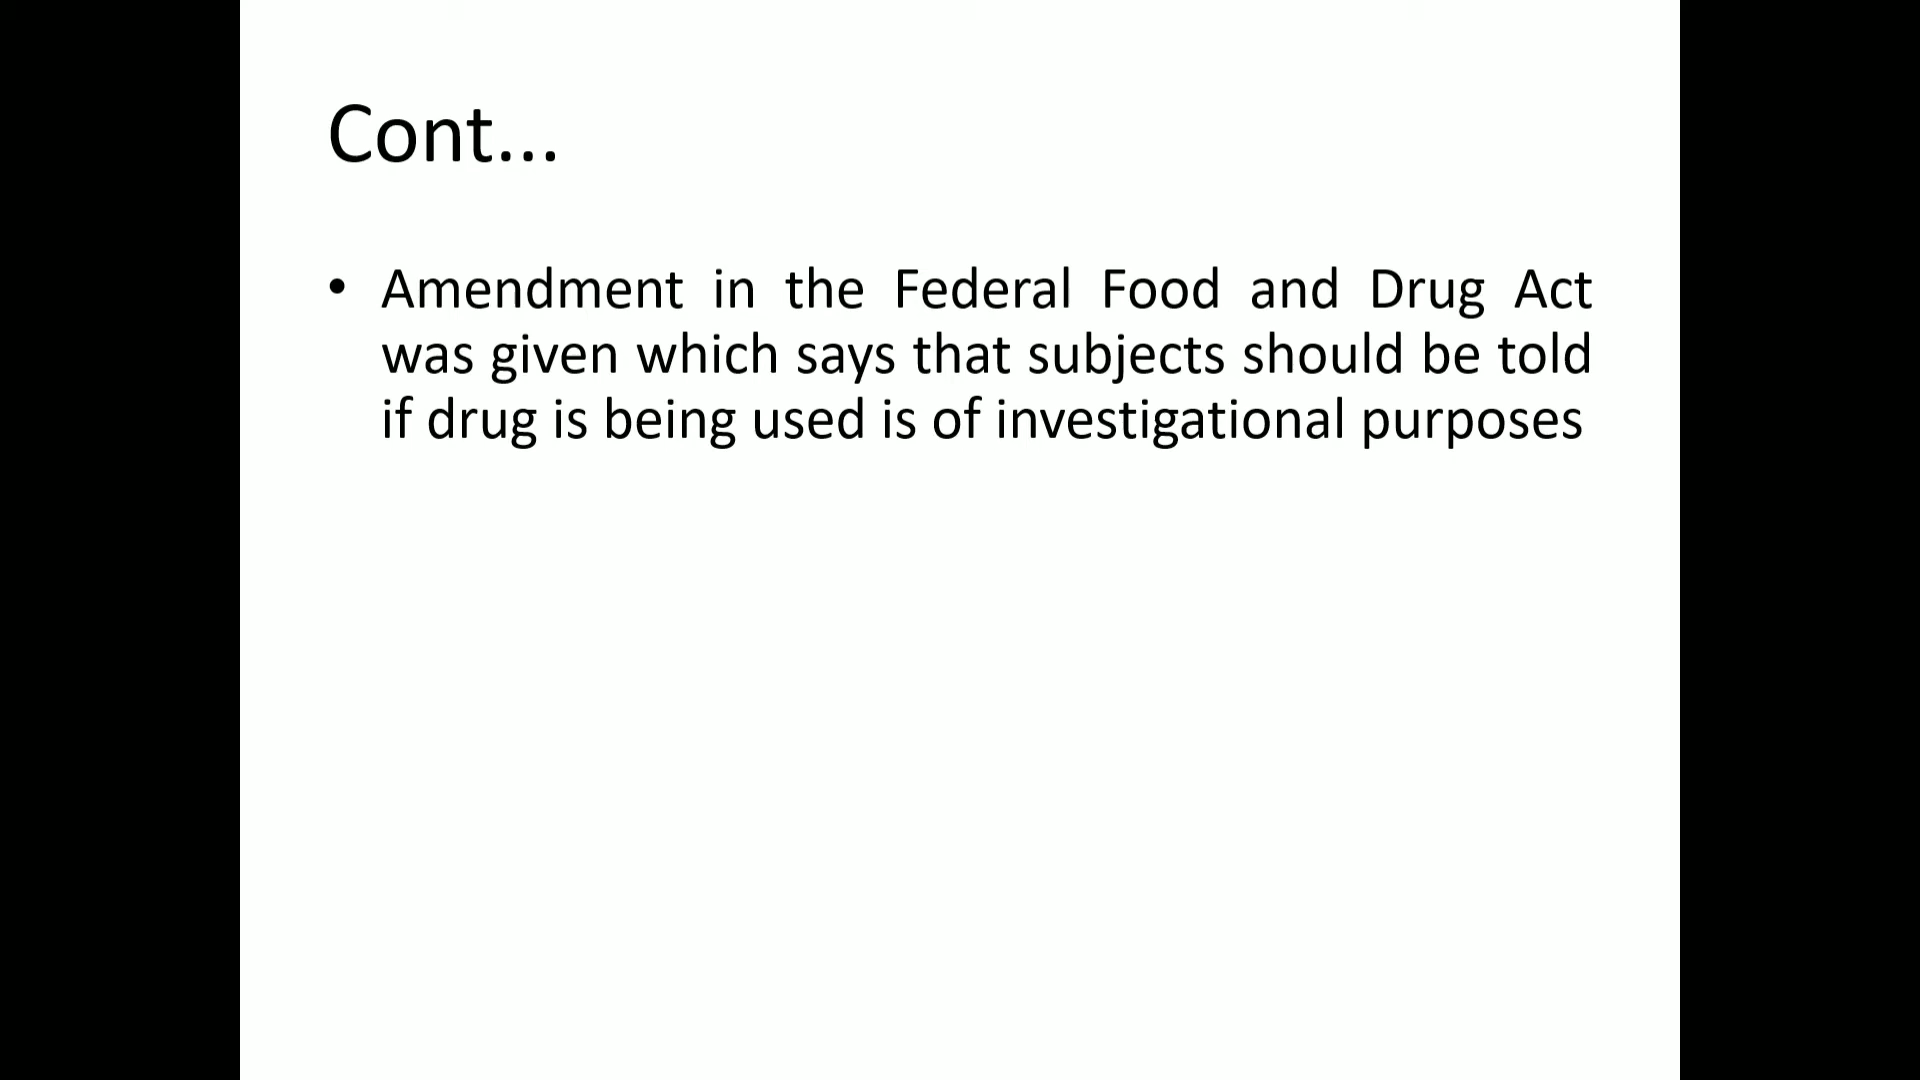 Cont...
• Amendment in the Federal Food and Drug Act
was given which says that subjects should be told
if drug is being used is of investigational purposes